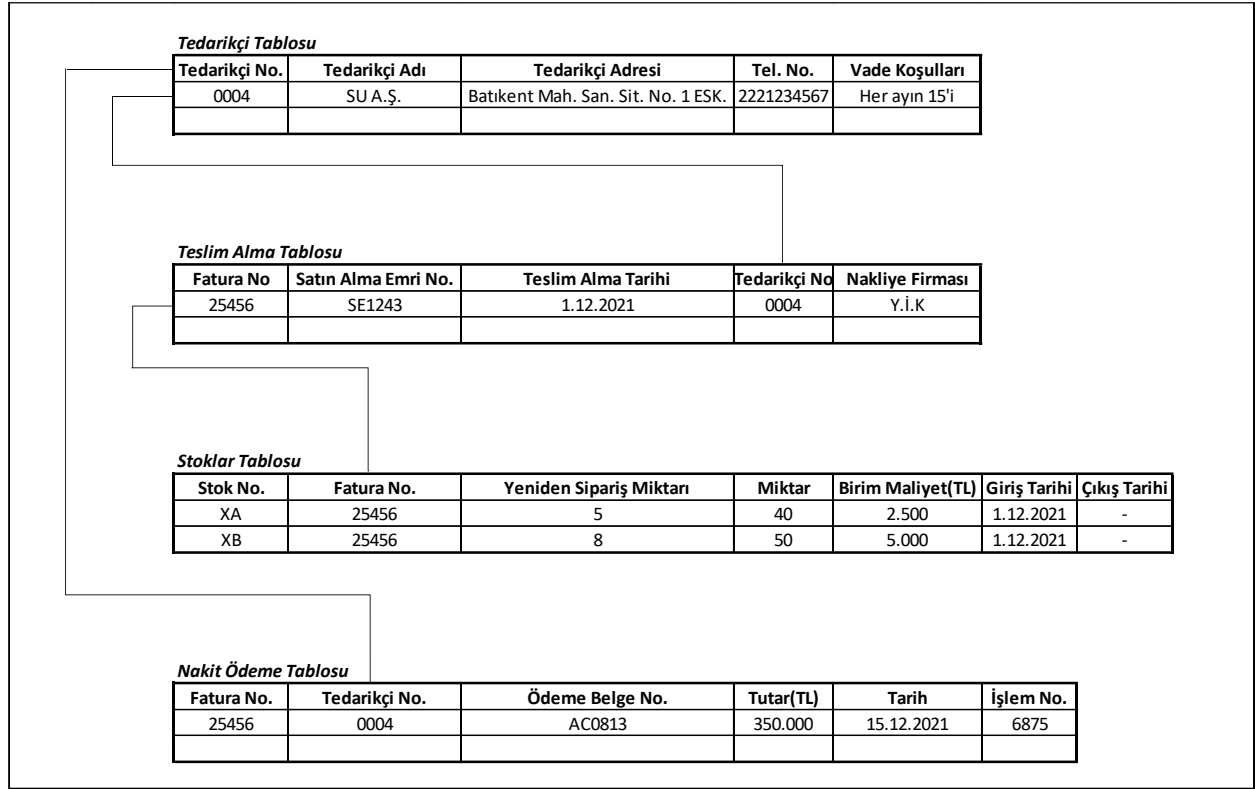 Tedarikçi Tablosu
Tedarikçi No. Tedarikçi Adı Tedarikçi Adresi Tel. No. Vade Koşulları
0004 SU A.Ş. Batıkent Mah. San. Sit. No. 1 ESK. 2221234567 Her ayın 15'i
Teslim Alma Tablosu
Fatura No Satın Alma Emri No. Teslim Alma Tarihi Tedarikçi No Nakliye Firması
25456 SE1243 1.12.2021 0004 Y.İ.K
Stoklar Tablosu
Stok No. Fatura No. Yeniden Sipariş Miktarı Miktar Birim Maliyet(TL) Giriş Tarihi Çıkış Tarihi
XA 25456 5 40 2.500 1.12.2021 -
XB 25456 8 50 5.000 1.12.2021 -
Nakit Ödeme Tablosu
Fatura No. Tedarikçi No. Ödeme Belge No. Tutar(TL) Tarih İşlem No.
25456 0004 AC0813 350.000 15.12.2021 6875